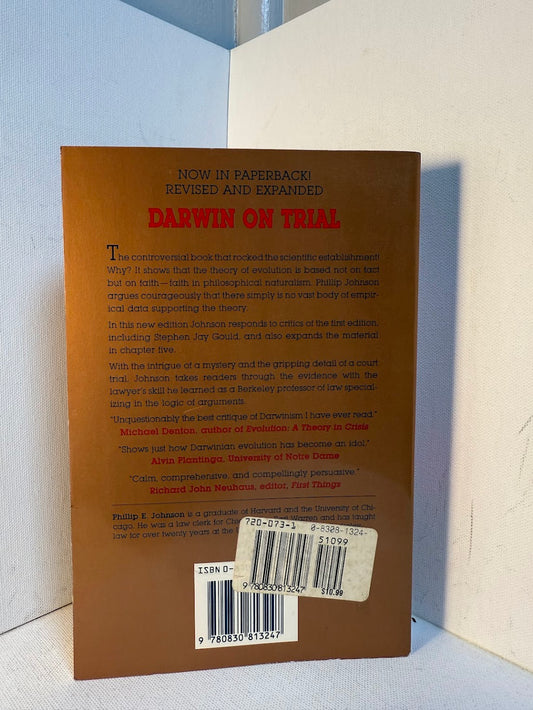 NOW IN PAPERBACK!
REVISED AND EXPANDED
DARWIN ON TRIAL
The controversial book that rocked the scientific establishment!
Why? It shows that the theory of evolution is based not on fact
but on faith—faith in philosophical naturalism. Phillip Johnson
argues courageously that there simply is no vast body of empir-
ical data supporting the theory.
In this new edition Johnson responds to critics of the first edition,
including Stephen Jay Gould, and also expands the material
in chapter five.
With the intrigue of a mystery and the gripping detail of a court
trial, Johnson takes readers through the evidence with the
lawyer's skill he learned as a Berkeley professor of law special-
izing in the logic of arguments.
"Unquestionably the best critique of Darwinism I have ever read."
Michael Denton, author of Evolution: A Theory in Crisis
"Shows just how Darwinian evolution has become an idol."
Alvin Plantinga, University of Notre Dame
"Calm, comprehensive, and compellingly persuasive."
Richard John Neuhaus, editor, First Things
Phillip E. Johnson is a graduate of Harvard and the University of Chi-
cago. He was a law clerk for Warren and has taught
law for over twenty years at the
720-073-1 0-8308-1324-
51099
9 780830 813247 $10.99
ISBN 0-
9 780830 813247